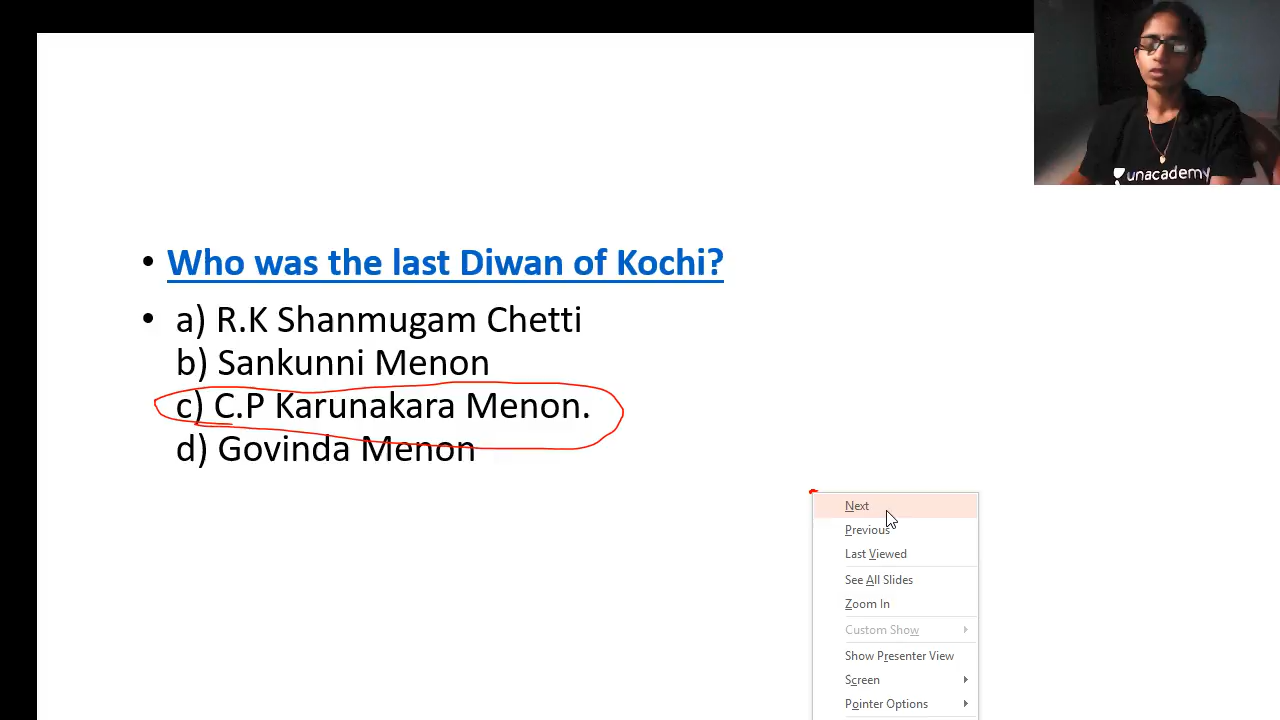 unacademy
• Who was the last Diwan of Kochi?
• a) R.K Shanmugam Chetti
b) Sankunni Menon
c) C.P Karunakara Menon.
d) Govinda Menon
Next
Previous
Last Viewed
See All Slides
Zoom In
Custom Show
Show Presenter View
Screen
Pointer Options